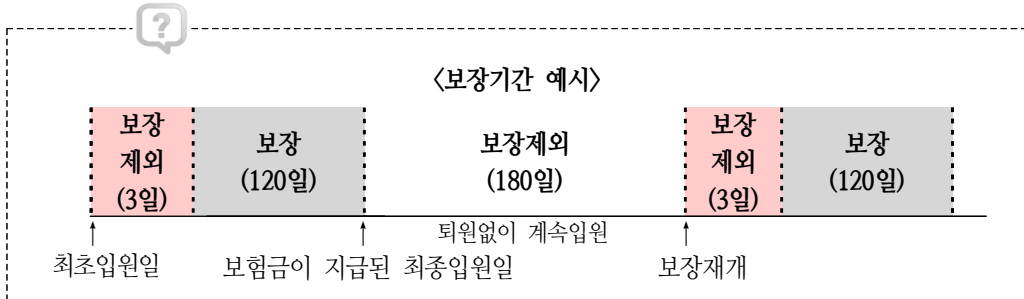 ?
〈보장기간 예시〉
보장
제외
(3일)
보장
(120일)
보장제외
(180일)
보장
제외
(3일)
보장
(120일)
퇴원없이 계속입원
최초입원일
보험금이 지급된 최종입원일
보장재개